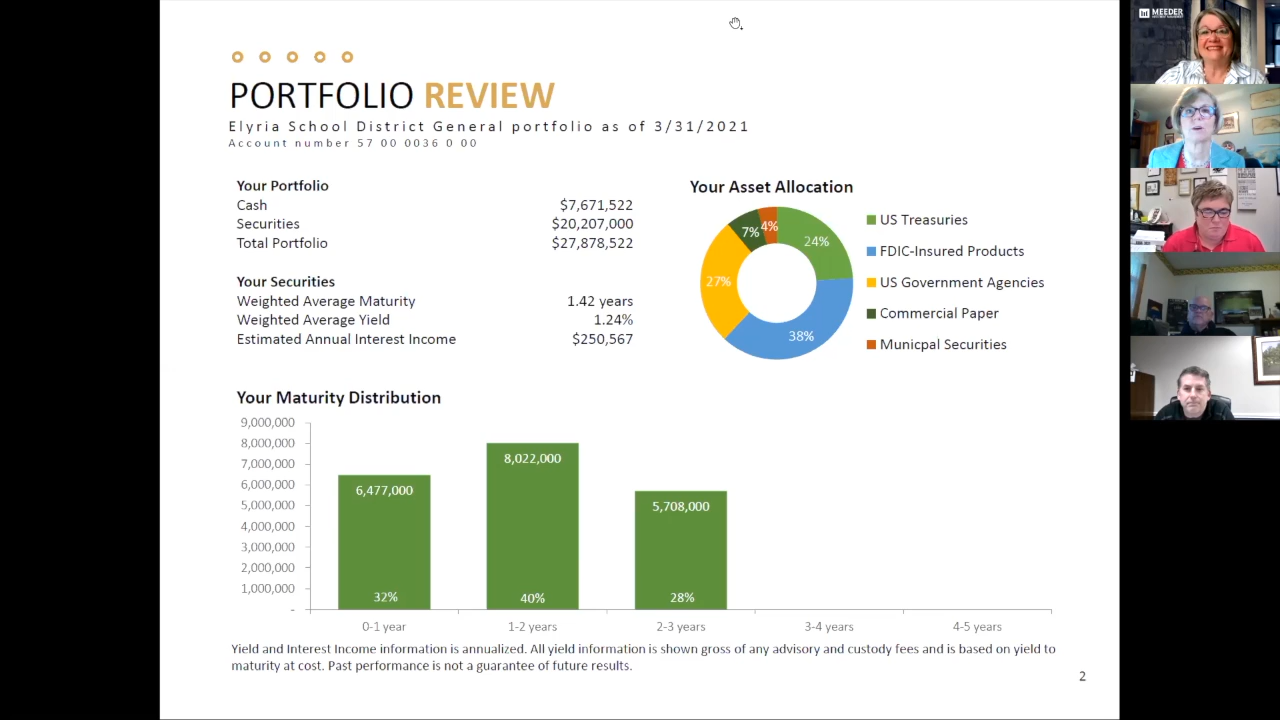 PORTFOLIO REVIEW
Elyria School District General portfolio as of 3/31/2021
Account number 57 00 0036 0 00
Your Portfolio
Cash $7,671,522
Securities $20,207,000
Total Portfolio $27,878,522
Your Securities
Weighted Average Maturity 1.42 years
Weighted Average Yield 1.24%
Estimated Annual Interest Income $250,567
Your Asset Allocation
7%
4%
24%
27%
38%
US Treasuries
FDIC-Insured Products
US Government Agencies
Commercial Paper
Municpal Securities
Your Maturity Distribution
9,000,000
8,000,000
7,000,000
6,000,000
5,000,000
4,000,000
3,000,000
2,000,000
1,000,000
-
6,477,000
8,022,000
5,708,000
32%
40%
28%
0-1 year
1-2 years
2-3 years
3-4 years
4-5 years
Yield and Interest Income information is annualized. All yield information is shown gross of any advisory and custody fees and is based on yield to
maturity at cost. Past performance is not a guarantee of future results.
2
MEEDER